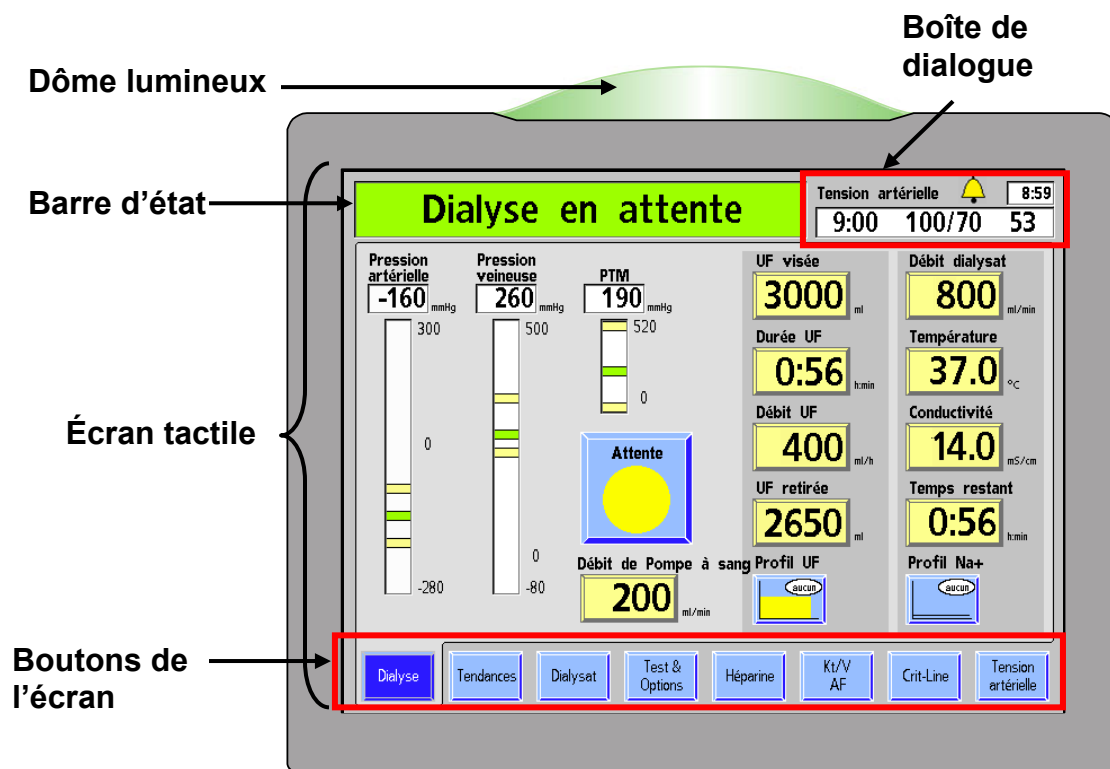 Boîte de
dialogue
Dôme lumineux
Barre d'état
Écran tactile
Boutons de
l'écran
Dialyse en attente
Tension artérielle 8:59
9:00 100/70 53
Pression
artérielle
-160 mmHg
300
0
-280
Pression
veineuse
260 mmHg
500
0
-80
PTM
190 mmHg
520
0
Attente
Débit de Pompe à sang
200 ml/min
UF visée
3000 ml
Durée UF
0:56 h:min
Débit UF
400 ml/h
UF retirée
2650 ml
Profil UF
aucun
Débit dialysat
800 ml/min
Température
37.0 °C
Conductivité
14.0 mS/cm
Temps restant
0:56 h:min
Profil Na+
aucun
Dialyse
Tendances
Dialysat
Test &
Options
Héparine
Kt/V
AF
Crit-Line
Tension
artérielle